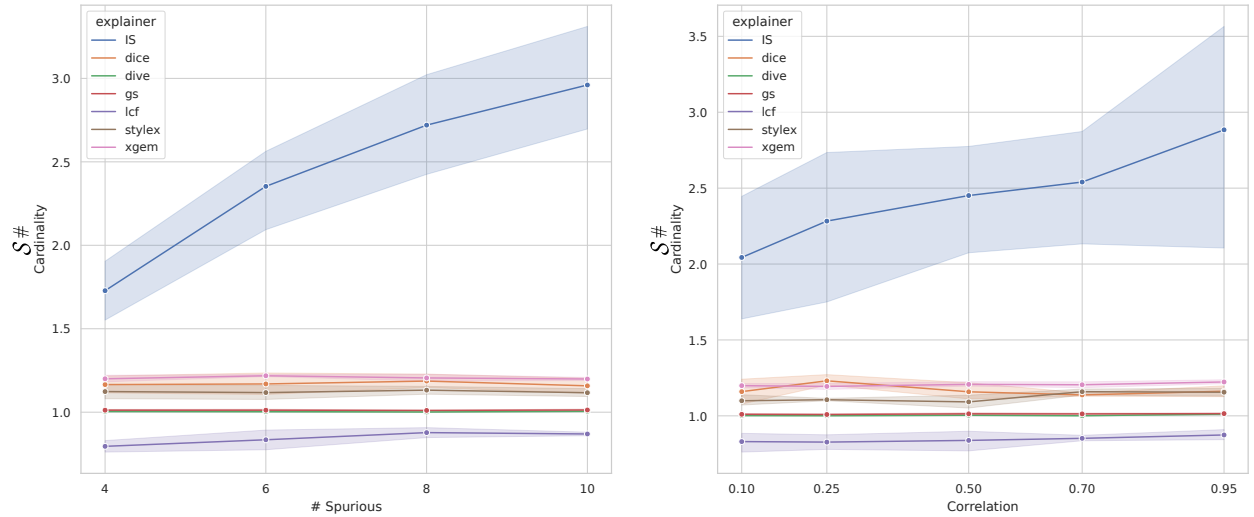 explainer
IS
dice
dive
gs
lcf
stylex
xgem
3.0
2.5
2.0
1.5
1.0
𝒮#
Cardinality
4
6
8
10
# Spurious
explainer
IS
dice
dive
gs
lcf
stylex
xgem
3.5
3.0
2.5
2.0
1.5
1.0
𝒮#
Cardinality
0.10
0.25
0.50
0.70
0.95
Correlation